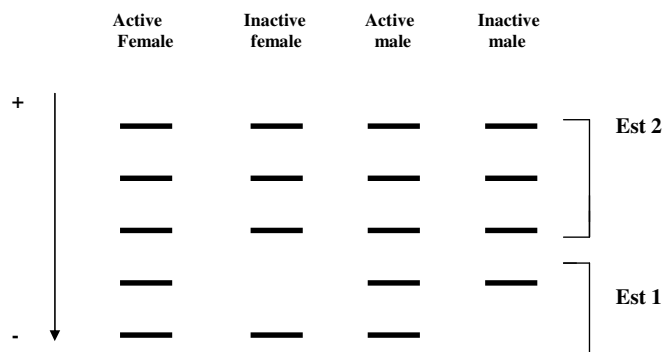 Active Inactive Active Inactive
Female female male male
+
Est 2
Est 1
-